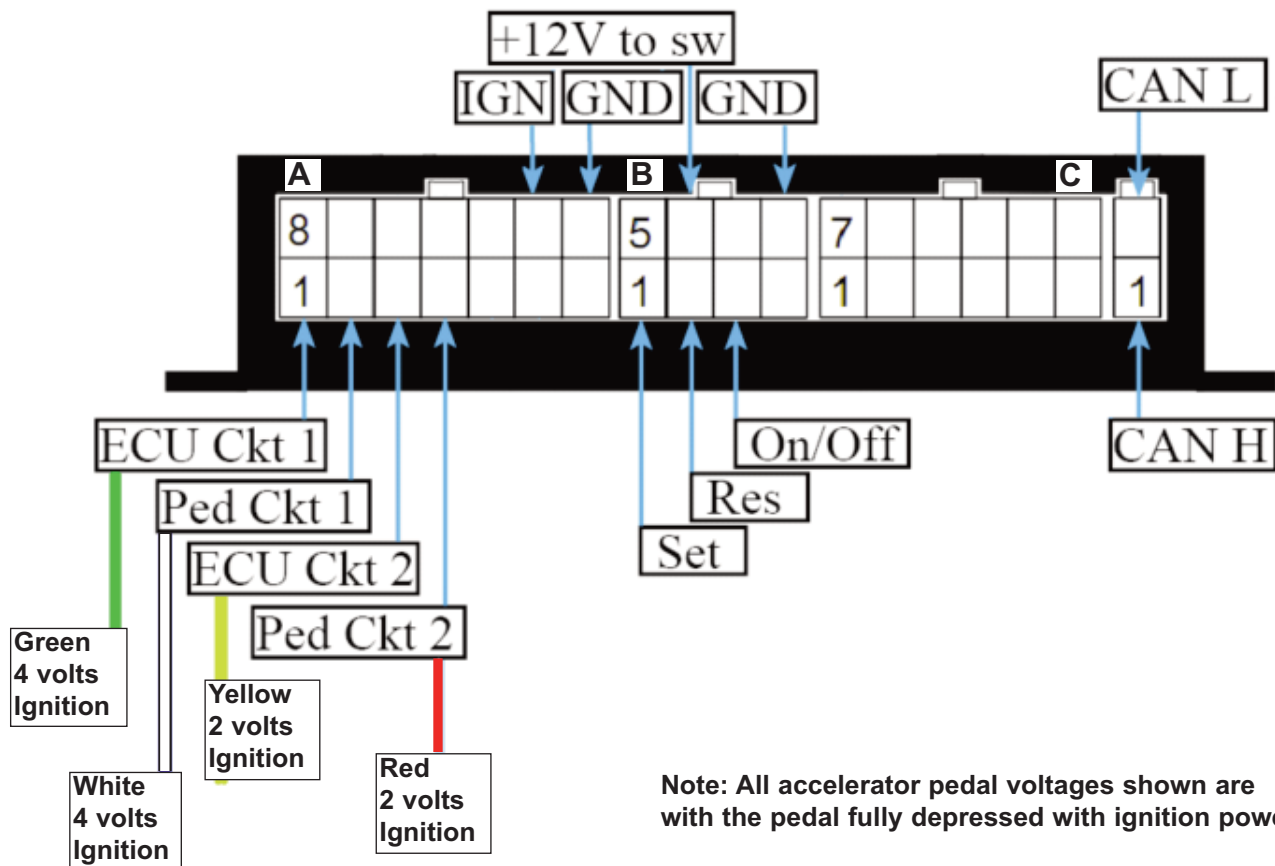 +12V to sw
IGN
GND
GND
CAN L
A
B
C
8
5
7
1
1
1
1
ECU Ckt 1
Ped Ckt 1
ECU Ckt 2
Ped Ckt 2
On/Off
Res
Set
CAN H
Green
4 volts
Ignition
White
4 volts
Ignition
Yellow
2 volts
Ignition
Red
2 volts
Ignition
Note: All accelerator pedal voltages shown are
with the pedal fully depressed with ignition